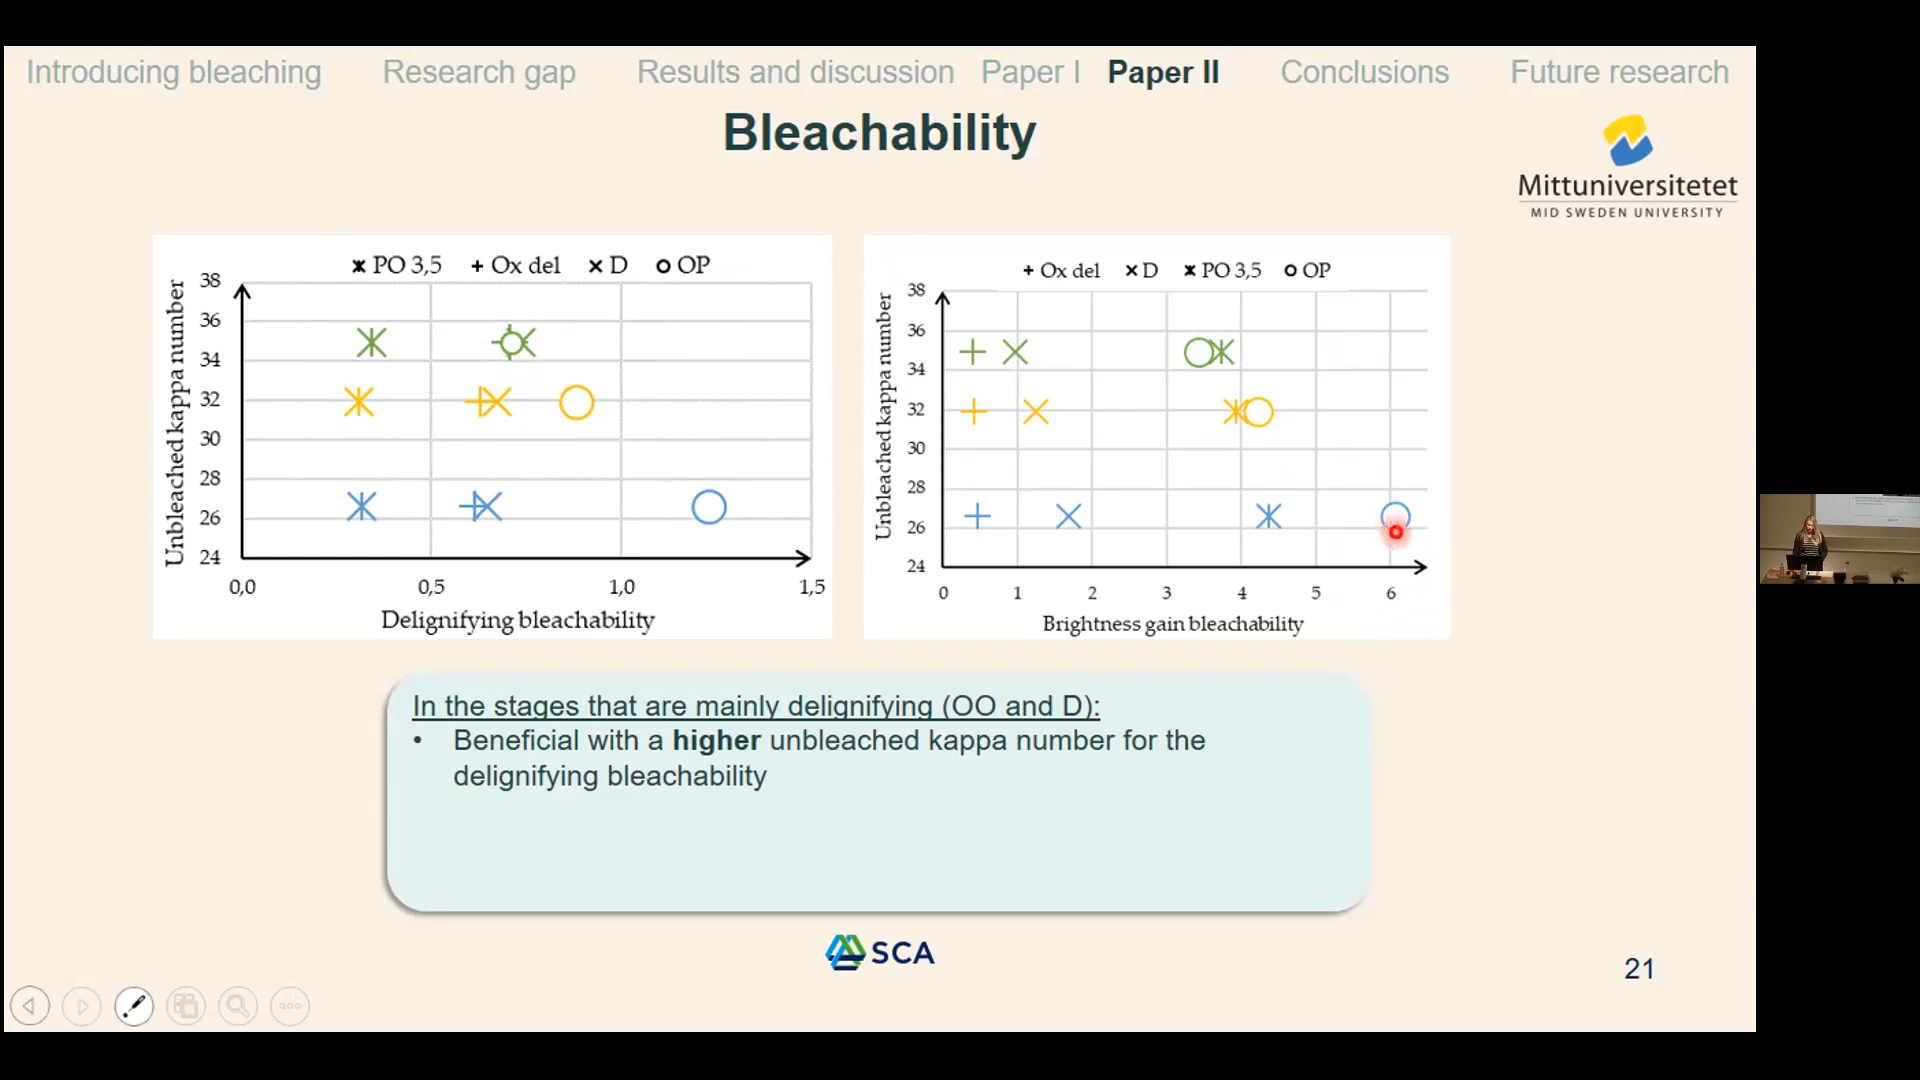 Introducing bleaching Research gap Results and discussion Paper I Paper II Conclusions Future research
Bleachability
Mittuniversitetet
MID SWEDEN UNIVERSITY
PO 3,5 Ox del D OP
Unbleached kappa number
38
36
34
32
30
28
26
24
0,0 0,5 1,0 1,5
Delignifying bleachability
Ox del D PO 3,5 OP
Unbleached kappa number
38
36
34
32
30
28
26
24
0 1 2 3 4 5 6
Brightness gain bleachability
In the stages that are mainly delignifying (OO and D):
• Beneficial with a higher unbleached kappa number for the
delignifying bleachability
SCA
21